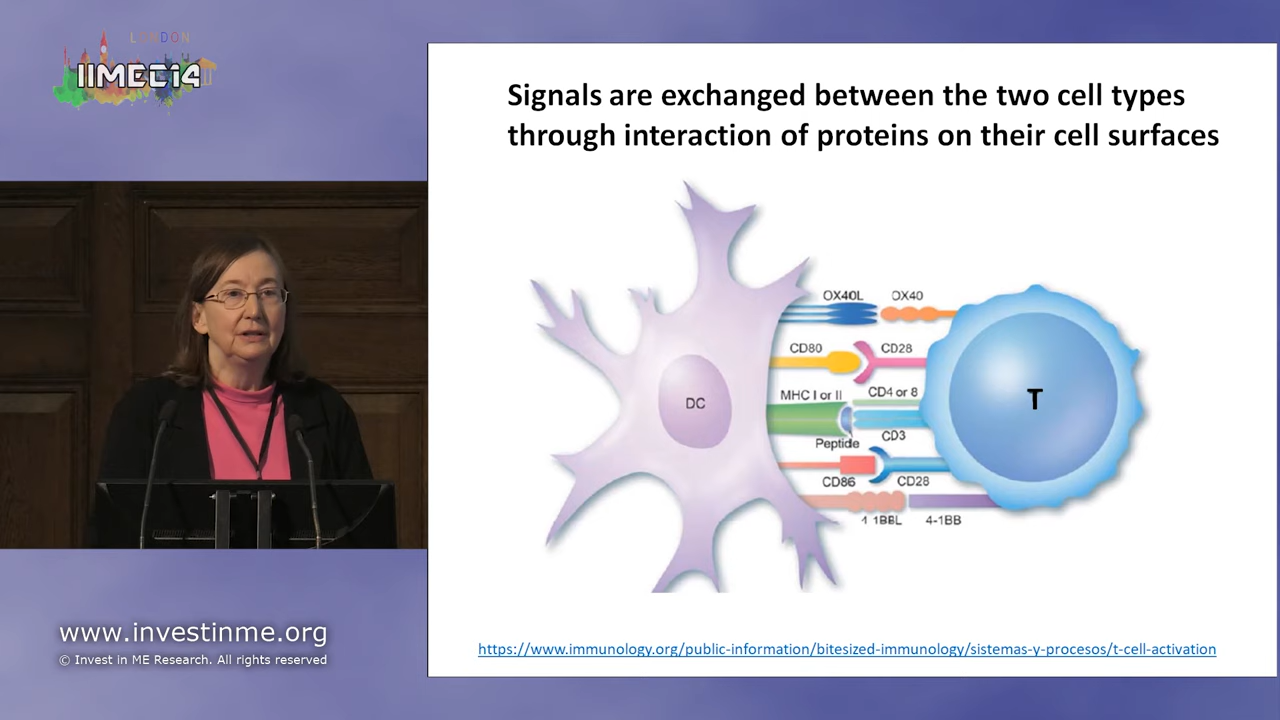 LONDON
IIMEC14
Signals are exchanged between the two cell types
through interaction of proteins on their cell surfaces
OX40L
OX40
CD80
CD28
MHC I or II
CD4 or 8
DC
T
Peptide
CD3
CD86
CD28
4-1BBL
4-1BB
www.investinme.org
© Invest in ME Research. All rights reserved
https://www.immunology.org/public-information/bitesized-immunology/sistemas-y-procesos/t-cell-activation